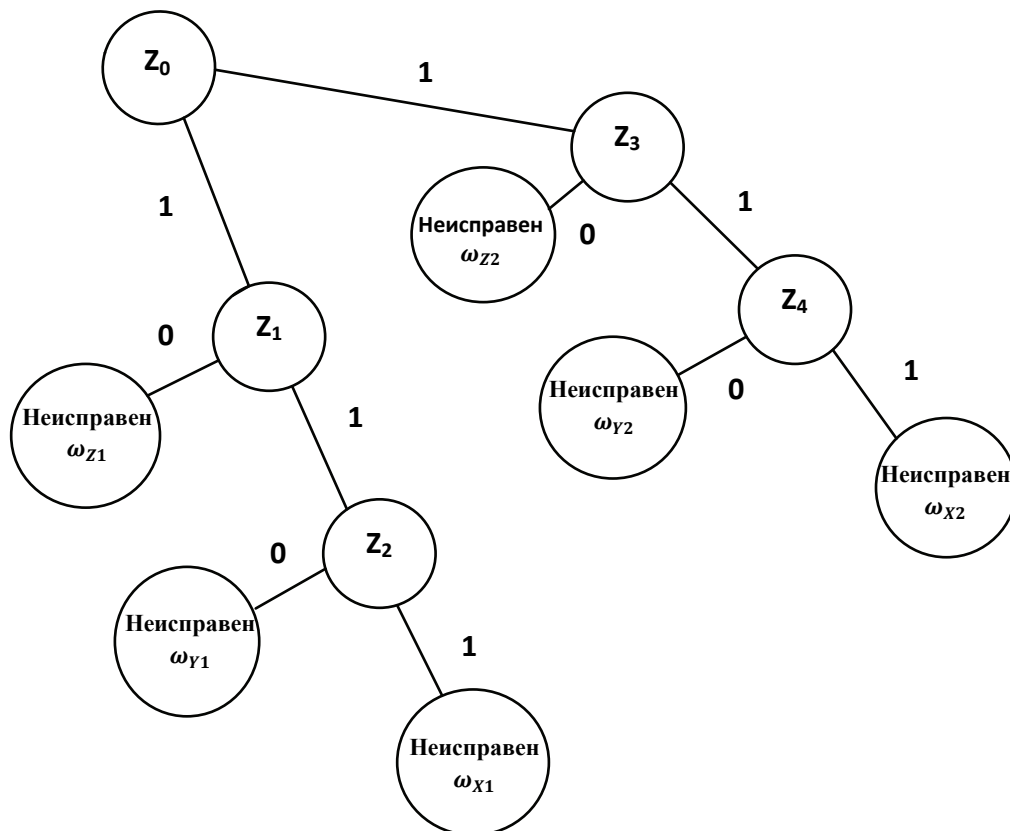 Z₀
1
Z₃
1
Неисправен
ω_Z2
0
1
Z₄
Z₁
0
1
0
Неисправен
ω_Y2
1
Неисправен
ω_Z1
Неисправен
ω_X2
Z₂
0
Неисправен
ω_Y1
1
Неисправен
ω_X1